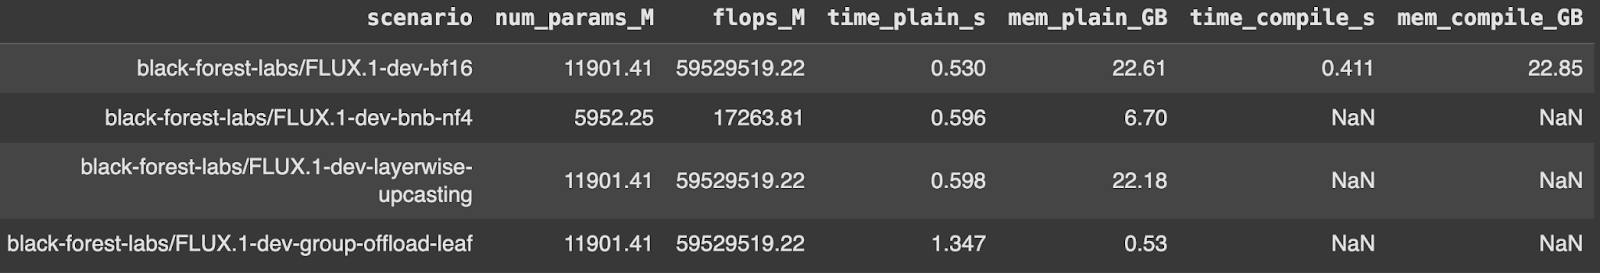 scenario num_params_M flops_M time_plain_s mem_plain_GB time_compile_s mem_compile_GB
black-forest-labs/FLUX.1-dev-bf16 11901.41 59529519.22 0.530 22.61 0.411 22.85
black-forest-labs/FLUX.1-dev-bnb-nf4 5952.25 17263.81 0.596 6.70 NaN NaN
black-forest-labs/FLUX.1-dev-layerwise-
upcasting 11901.41 59529519.22 0.598 22.18 NaN NaN
black-forest-labs/FLUX.1-dev-group-offload-leaf 11901.41 59529519.22 1.347 0.53 NaN NaN